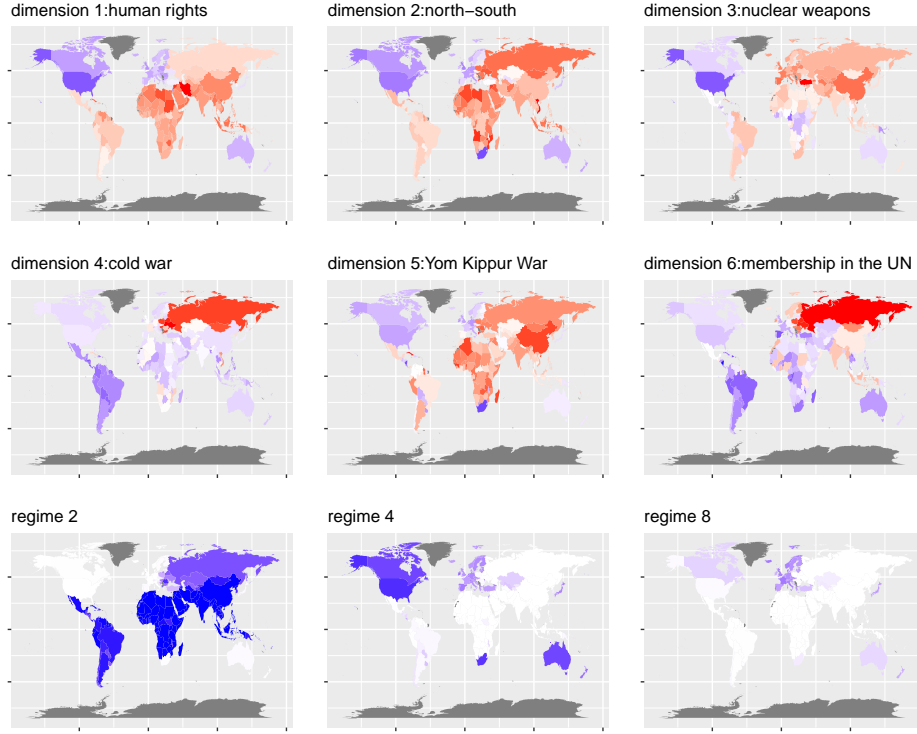 dimension 1:human rights
dimension 2:north−south
dimension 3:nuclear weapons
dimension 4:cold war
dimension 5:Yom Kippur War
dimension 6:membership in the UN
regime 2
regime 4
regime 8